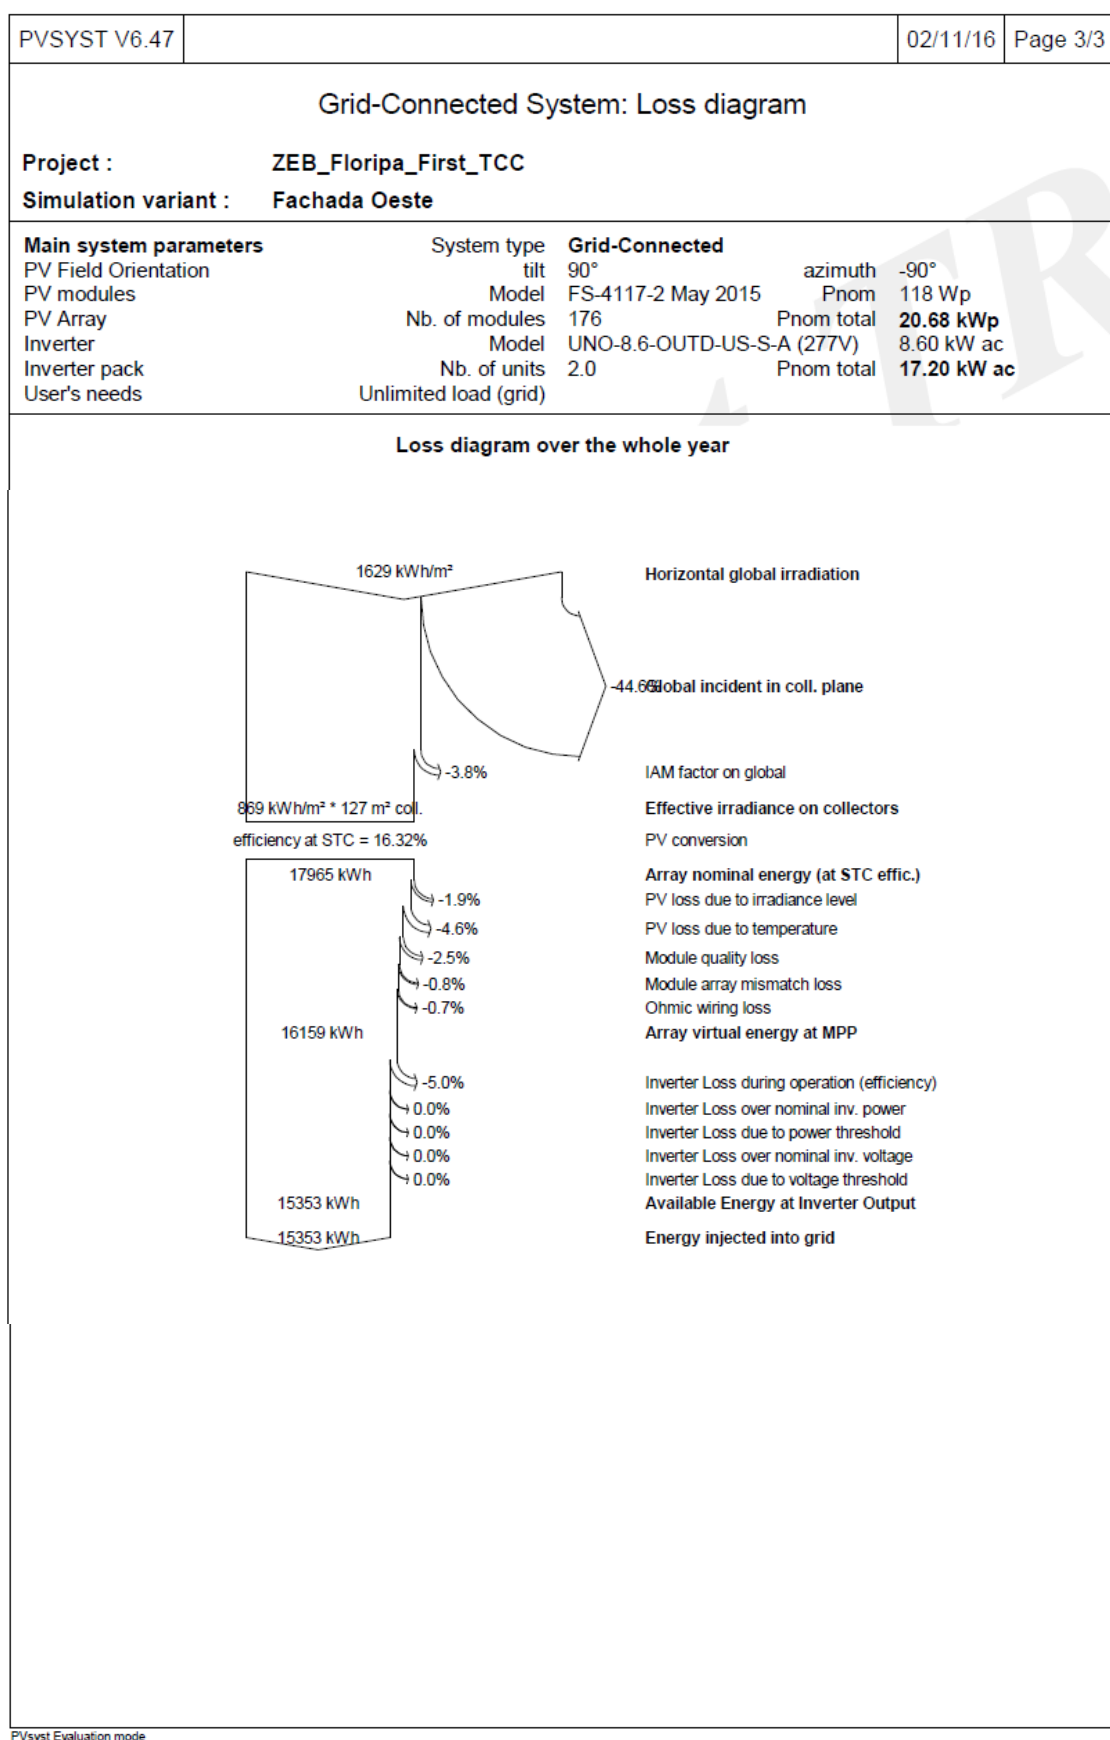 PVSYST V6.47 02/11/16 Page 3/3
Grid-Connected System: Loss diagram
Project : ZEB_Floripa_First_TCC
Simulation variant : Fachada Oeste
Main system parameters System type Grid-Connected
PV Field Orientation tilt 90° azimuth -90°
PV modules Model FS-4117-2 May 2015 Pnom 118 Wp
PV Array Nb. of modules 176 Pnom total 20.68 kWp
Inverter Model UNO-8.6-OUTD-US-S-A (277V) 8.60 kW ac
Inverter pack Nb. of units 2.0 Pnom total 17.20 kW ac
User's needs Unlimited load (grid)
Loss diagram over the whole year
1629 kWh/m² Horizontal global irradiation
-44.6% Global incident in coll. plane
-3.8% IAM factor on global
869 kWh/m² * 127 m² coll. Effective irradiance on collectors
efficiency at STC = 16.32% PV conversion
17965 kWh Array nominal energy (at STC effic.)
-1.9% PV loss due to irradiance level
-4.6% PV loss due to temperature
-2.5% Module quality loss
-0.8% Module array mismatch loss
-0.7% Ohmic wiring loss
16159 kWh Array virtual energy at MPP
-5.0% Inverter Loss during operation (efficiency)
0.0% Inverter Loss over nominal inv. power
0.0% Inverter Loss due to power threshold
0.0% Inverter Loss over nominal inv. voltage
0.0% Inverter Loss due to voltage threshold
15353 kWh Available Energy at Inverter Output
15353 kWh Energy injected into grid
PVsyst Evaluation mode